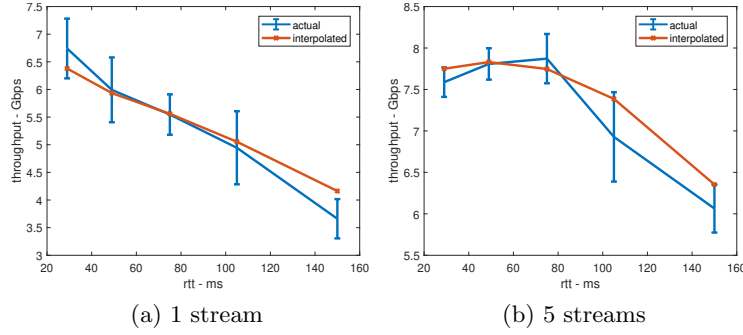 7.5
7
6.5
6
5.5
5
4.5
4
3.5
3
throughput - Gbps
20 40 60 80 100 120 140 160
rtt - ms
actual
interpolated
(a) 1 stream
8.5
8
7.5
7
6.5
6
5.5
throughput - Gbps
20 40 60 80 100 120 140 160
rtt - ms
actual
interpolated
(b) 5 streams